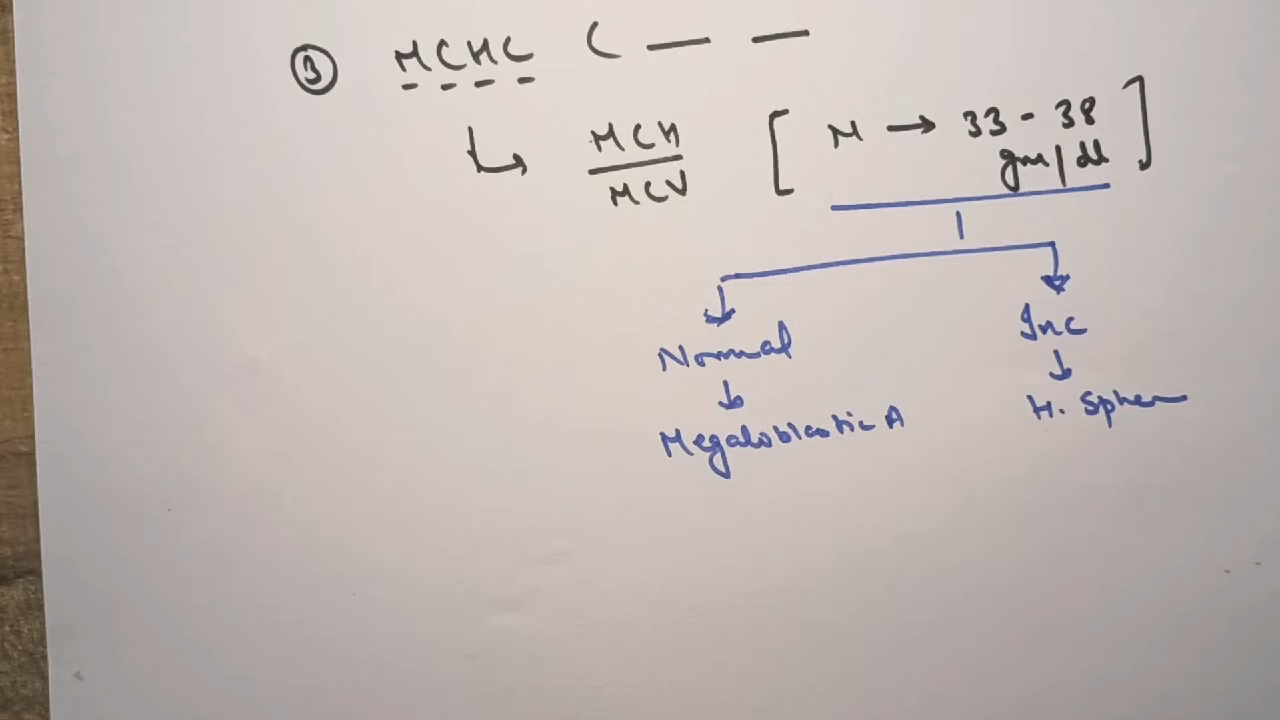 3 MCHC ( — —
MCH
MCV
[ N → 33 - 38
gm/dl ]
Normal
Inc
Megaloblastic A
H. Spher